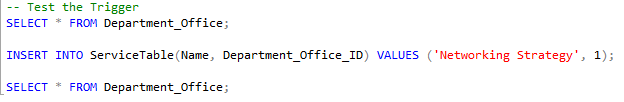 -- Test the Trigger
SELECT * FROM Department_Office;
INSERT INTO ServiceTable(Name, Department_Office_ID) VALUES ('Networking Strategy', 1);
SELECT * FROM Department_Office;